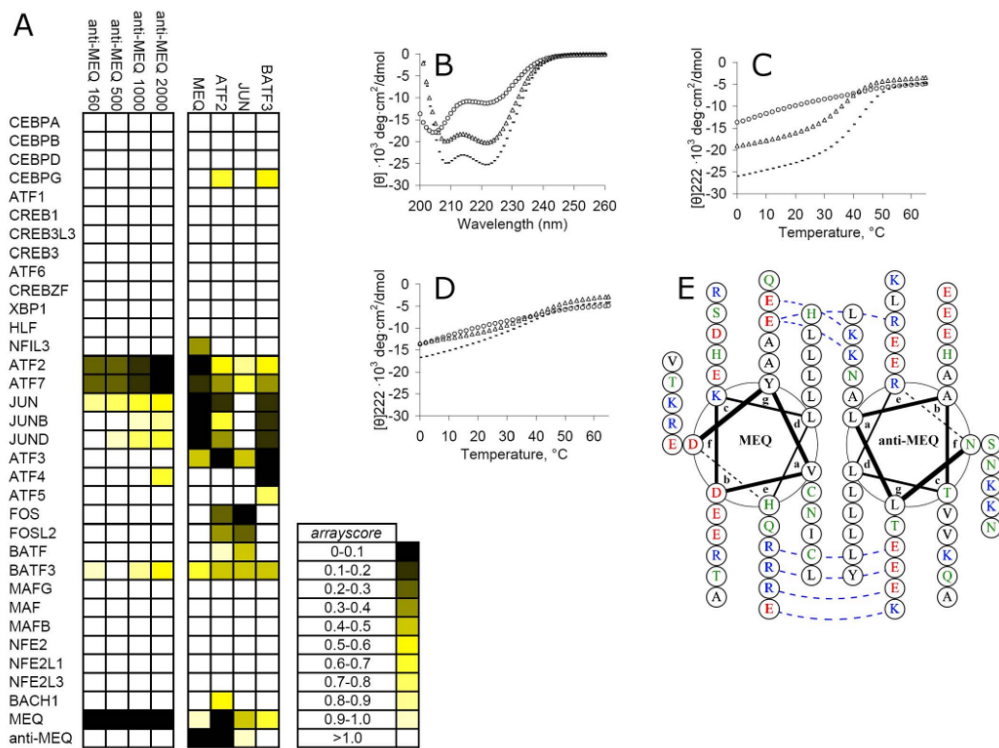 A
anti-MEQ 160
anti-MEQ 500
anti-MEQ 1000
anti-MEQ 2000
MEQ
ATF2
JUN
BATF3
CEBPA
CEBPB
CEBPD
CEBPG
ATF1
CREB1
CREB3L3
CREB3
ATF6
CREBZF
XBP1
HLF
NFIL3
ATF2
ATF7
JUN
JUNB
JUND
ATF3
ATF4
ATF5
FOS
FOSL2
BATF
BATF3
MAFG
MAF
MAFB
NFE2
NFE2L1
NFE2L3
BACH1
MEQ
anti-MEQ
arrayscore
0-0.1
0.1-0.2
0.2-0.3
0.3-0.4
0.4-0.5
0.5-0.6
0.6-0.7
0.7-0.8
0.8-0.9
0.9-1.0
>1.0
B
[θ]·10³ deg·cm²/dmol
0
-5
-10
-15
-20
-25
-30
200 210 220 230 240 250 260
Wavelength (nm)
C
[θ]222 ·10³ deg·cm²/dmol
0
-5
-10
-15
-20
-25
-30
0 10 20 30 40 50 60
Temperature, °C
D
[θ]222 ·10³ deg·cm²/dmol
0
-5
-10
-15
-20
-25
-30
0 10 20 30 40 50 60
Temperature, °C
E
R S D H E K
V T K R E D
Q E E A A Y
H L L L L L
V C N I C L
H Q R R R E
D E E R T A
g
c
d
f
MEQ
b
a
e
L K K N A L
K L R E E R
E E E H A A
N S N K K N
L L L L L Y
L T E E E K
T V V K Q A
e
b
a
f
anti-MEQ
d
c
g